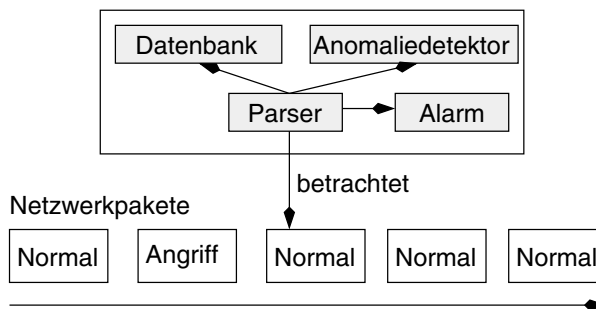 Datenbank
Anomaliedetektor
Parser
Alarm
betrachtet
Netzwerkpakete
Normal
Angriff
Normal
Normal
Normal